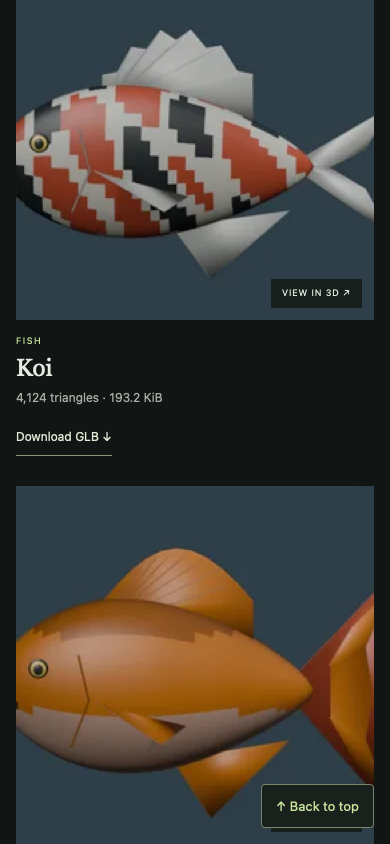 VIEW IN 3D ↗
FISH
Koi
4,124 triangles · 193.2 KiB
Download GLB ↓
↑ Back to top